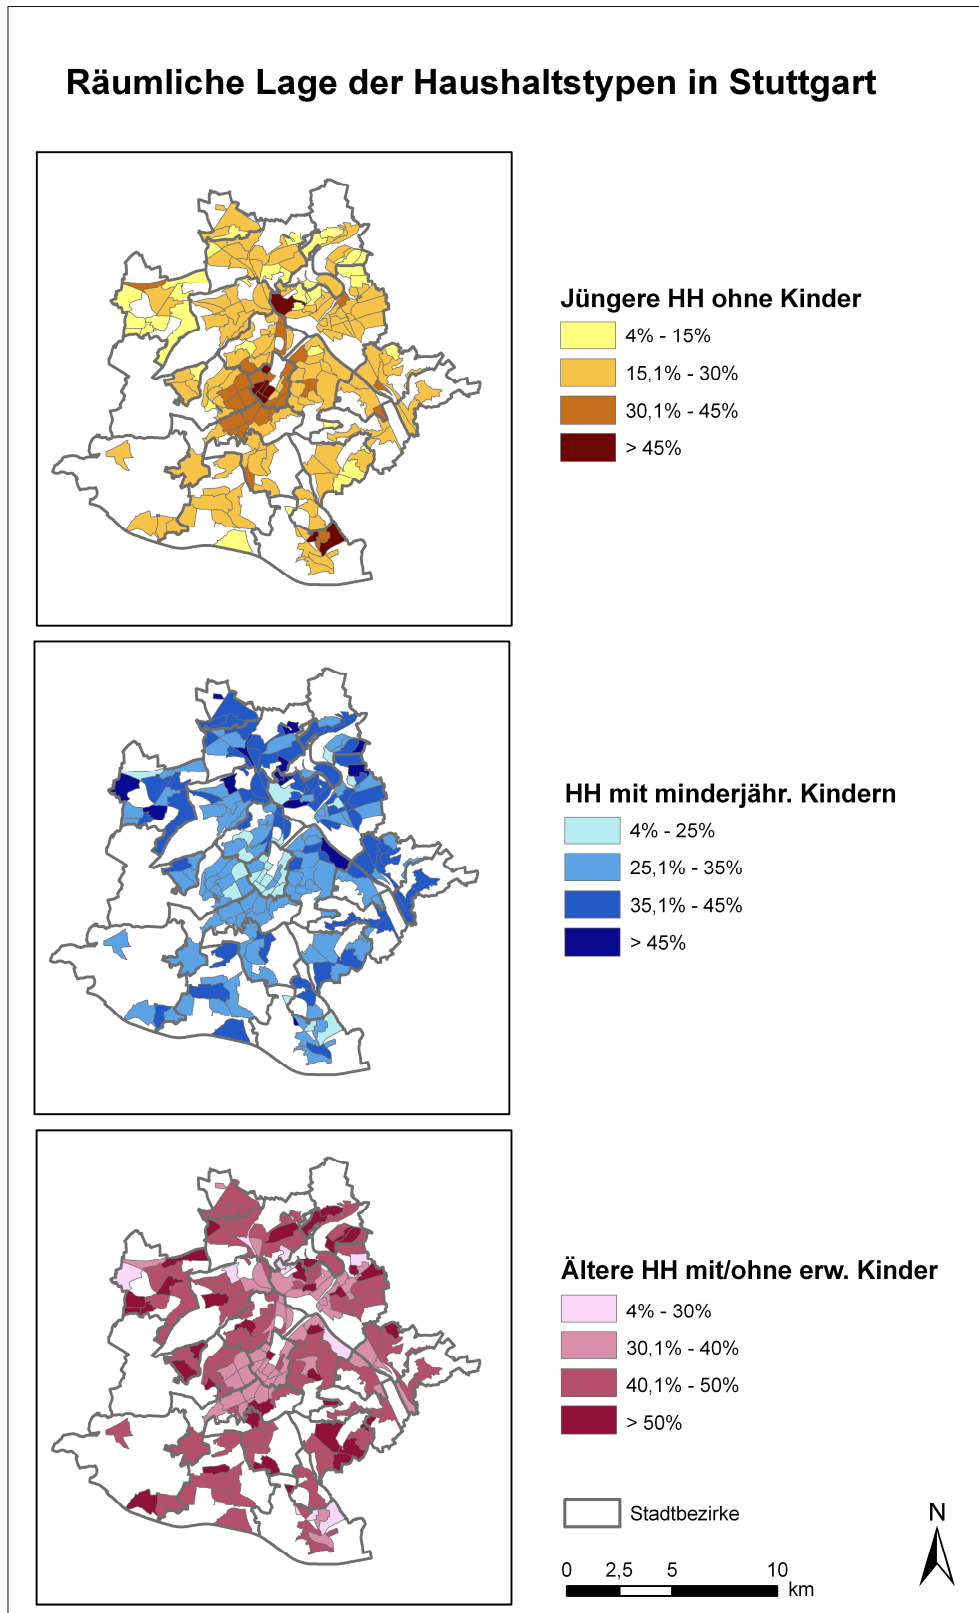 Räumliche Lage der Haushaltstypen in Stuttgart
Jüngere HH ohne Kinder
4% - 15%
15,1% - 30%
30,1% - 45%
> 45%
HH mit minderjähr. Kindern
4% - 25%
25,1% - 35%
35,1% - 45%
> 45%
Ältere HH mit/ohne erw. Kinder
4% - 30%
30,1% - 40%
40,1% - 50%
> 50%
Stadtbezirke
N
0 2,5 5 10
km